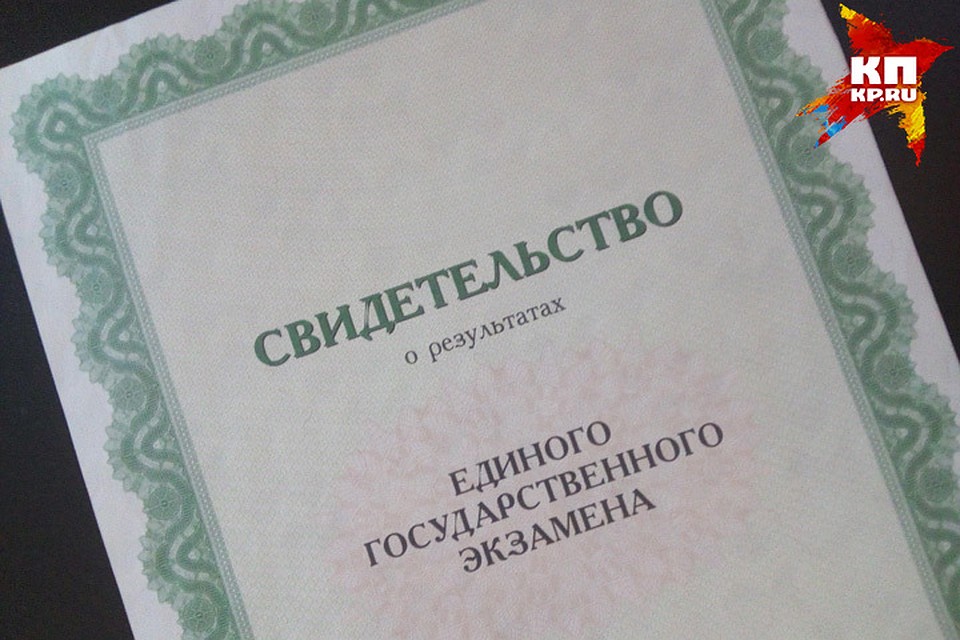 КП
KP.RU
СВИДЕТЕЛЬСТВО
о результатах
ЕДИНОГО
ГОСУДАРСТВЕННОГО
ЭКЗАМЕНА